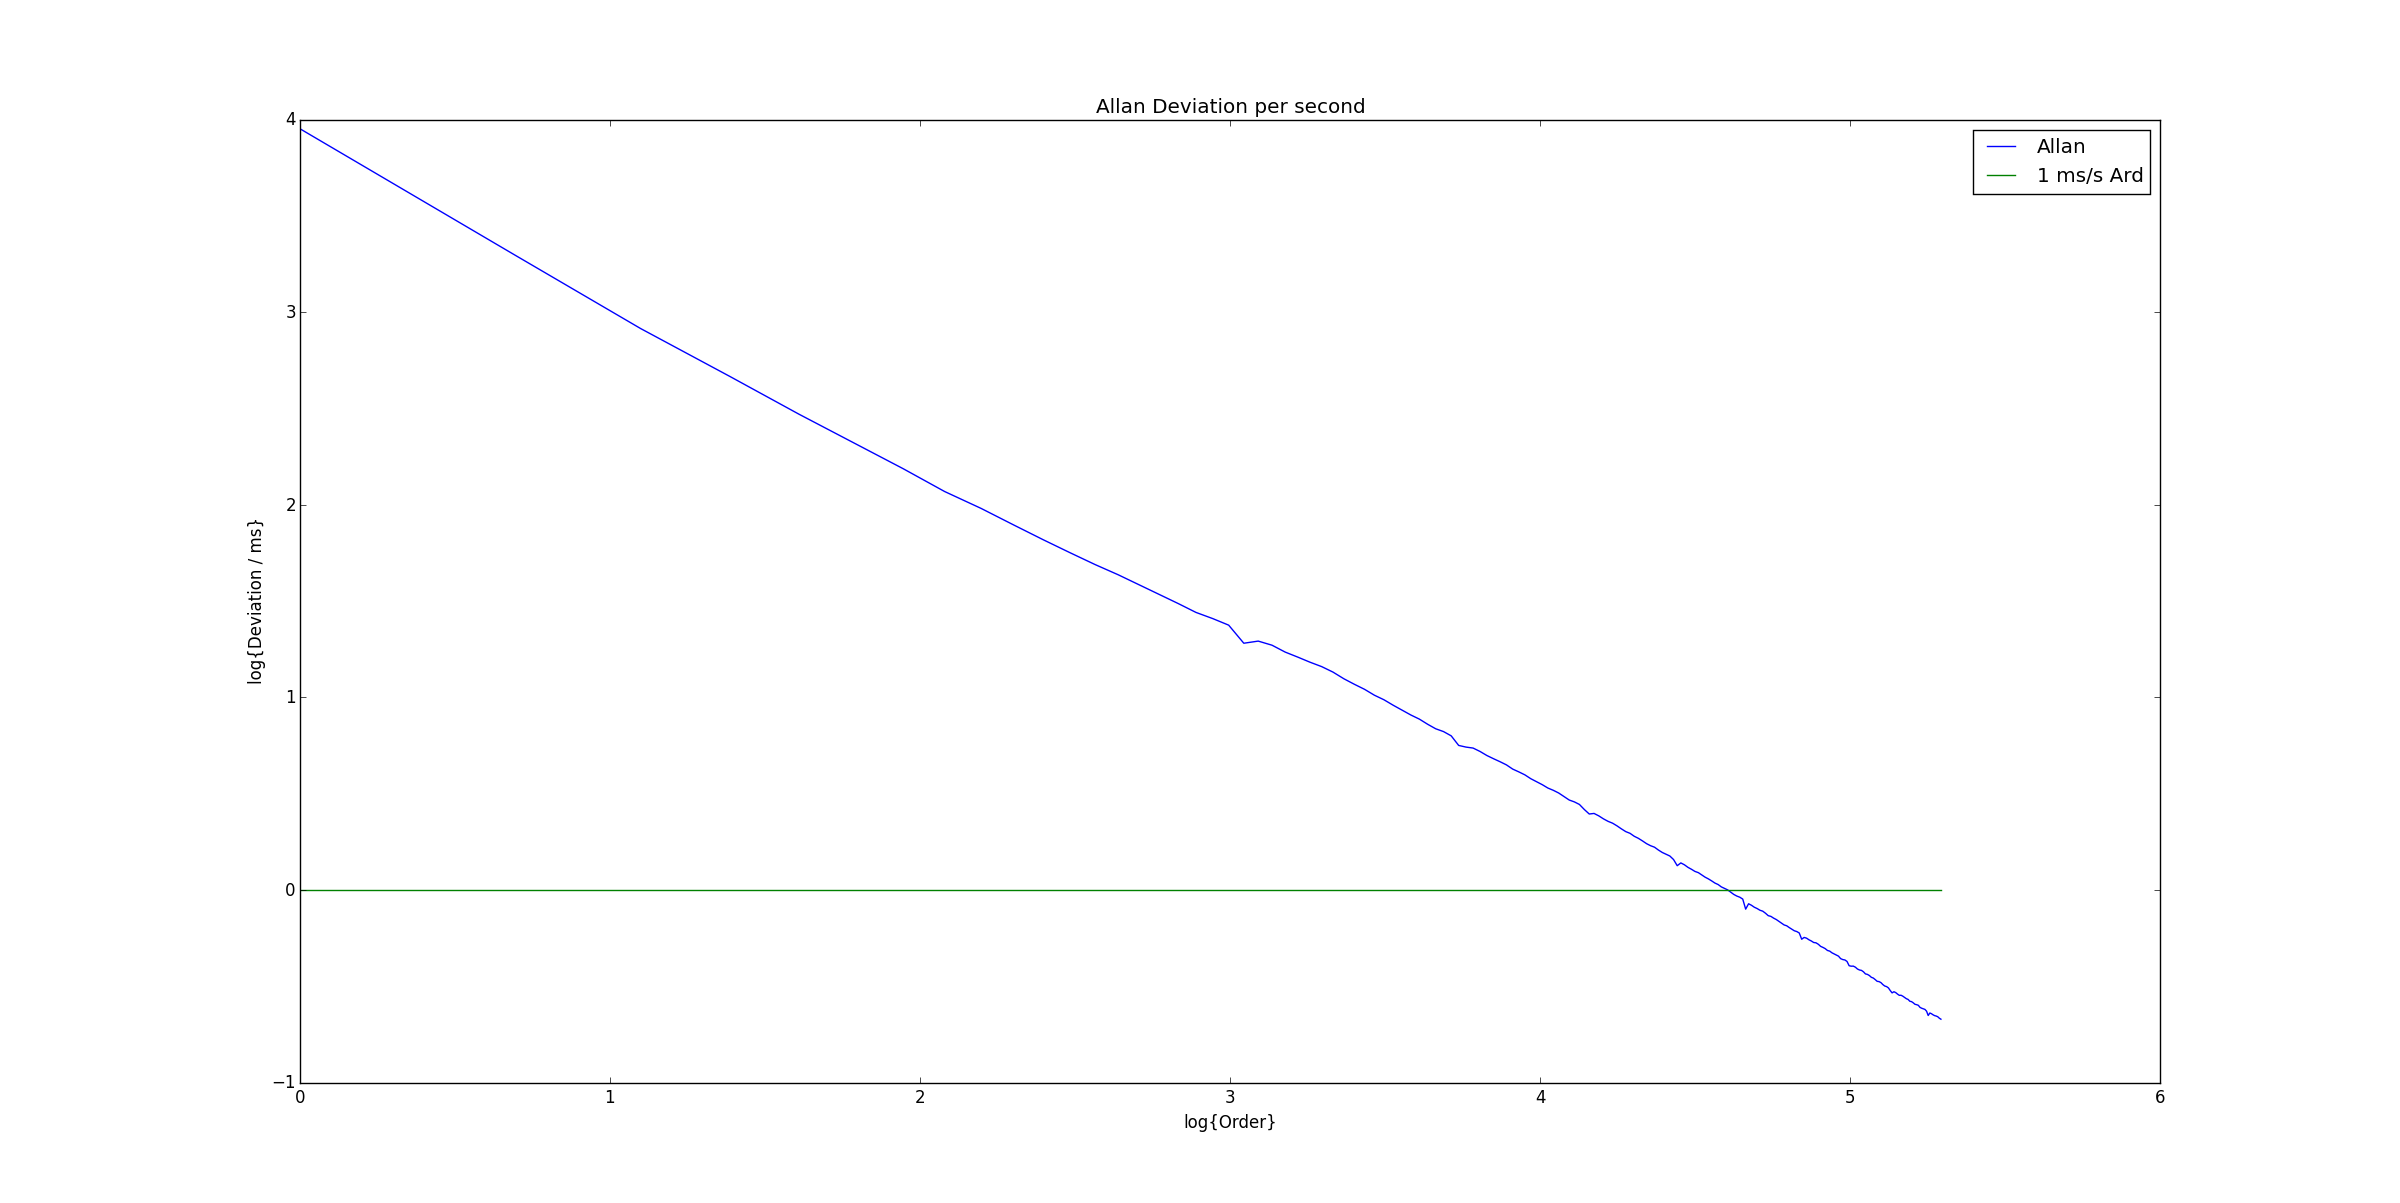 Allan Deviation per second
4
3
2
1
0
−1
log{Deviation / ms}
Allan
1 ms/s Ard
0 1 2 3 4 5 6
log{Order}